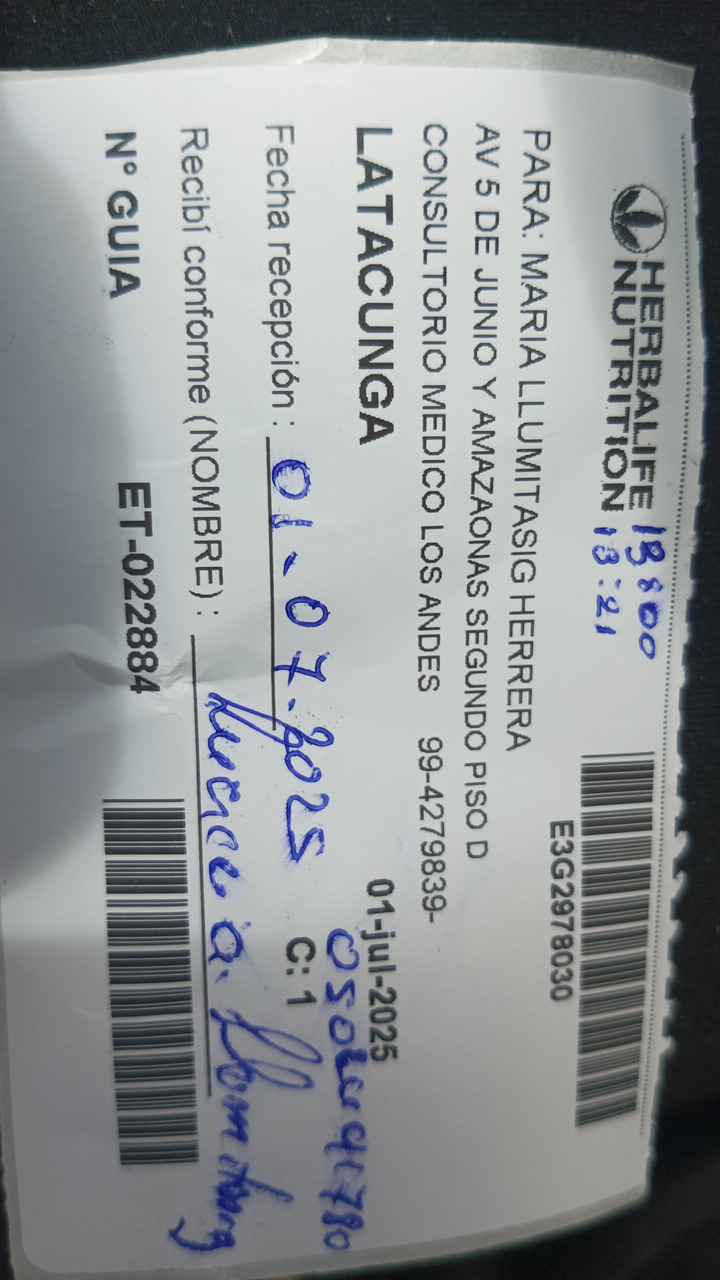 HERBALIFE
NUTRITION
13:21
E3G2978030
PARA: MARIA LLUMITASIG HERRERA
AV 5 DE JUNIO Y AMAZAONAS SEGUNDO PISO D
CONSULTORIO MEDICO LOS ANDES 99-4279839-
LATACUNGA
01-jul-2025
Fecha recepción : 01.07.2025
C: 1
Recibí conforme (NOMBRE) :
N° GUIA
ET-022884